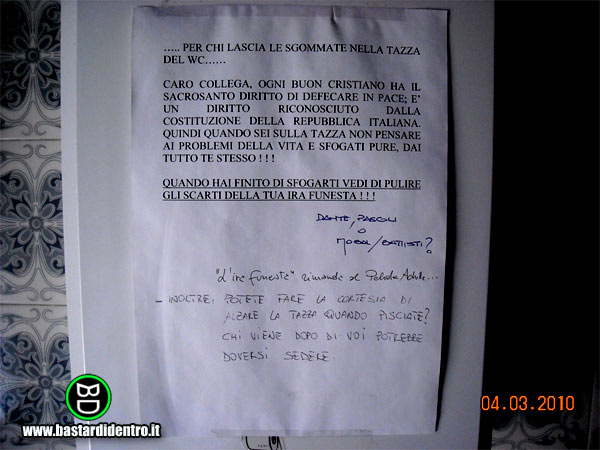 ..... PER CHI LASCIA LE SGOMMATE NELLA TAZZA
DEL WC......
CARO COLLEGA, OGNI BUON CRISTIANO HA IL
SACROSANTO DIRITTO DI DEFECARE IN PACE; E'
UN DIRITTO RICONOSCIUTO DALLA
COSTITUZIONE DELLA REPUBBLICA ITALIANA.
QUINDI QUANDO SEI SULLA TAZZA NON PENSARE
AI PROBLEMI DELLA VITA E SFOGATI PURE, DAI
TUTTO TE STESSO ! ! !
QUANDO HAI FINITO DI SFOGARTI VEDI DI PULIRE
GLI SCARTI DELLA TUA IRA FUNESTA ! ! !
DANTE, PASCOLI
O
MOGOL/BATTISTI?
"L'ira funesta" rimanda al Pelide Achille...
- INOLTRE: POTETE FARE LA CORTESIA DI
ALZARE LA TAZZA QUANDO PISCIATE?
CHI VIENE DOPO DI VOI POTREBBE
DOVERSI SEDERE.
04.03.2010
BD
www.bastardidentro.it